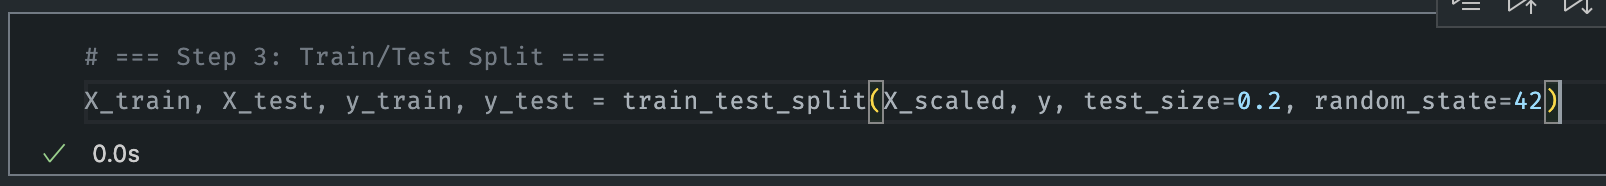 # === Step 3: Train/Test Split ===
X_train, X_test, y_train, y_test = train_test_split(X_scaled, y, test_size=0.2, random_state=42)
0.0s